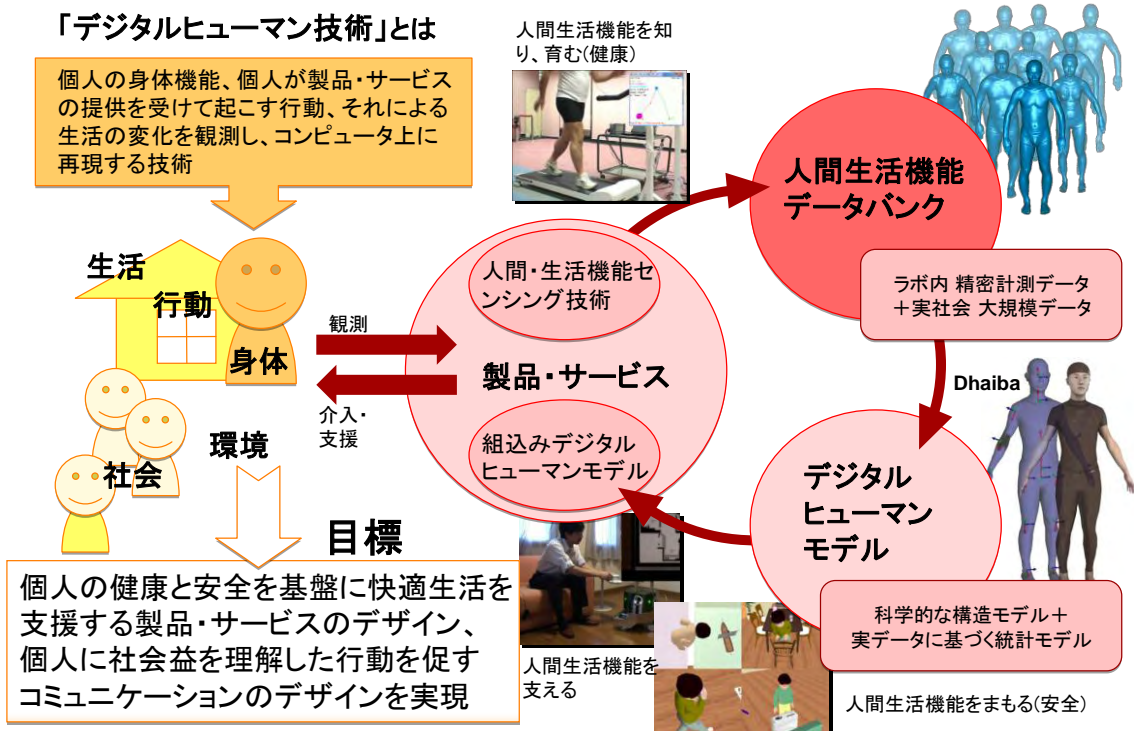 「デジタルヒューマン技術」とは
個人の身体機能、個人が製品・サービス
の提供を受けて起こす行動、それによる
生活の変化を観測し、コンピュータ上に
再現する技術
人間生活機能を知
り、育む(健康)
人間生活機能
データバンク
ラボ内 精密計測データ
＋実社会 大規模データ
生活
行動
身体
観測
介入・
支援
人間・生活機能セ
ンシング技術
製品・サービス
組込みデジタル
ヒューマンモデル
Dhaiba
デジタル
ヒューマン
モデル
科学的な構造モデル＋
実データに基づく統計モデル
環境
社会
目標
個人の健康と安全を基盤に快適生活を
支援する製品・サービスのデザイン、
個人に社会益を理解した行動を促す
コミュニケーションのデザインを実現
人間生活機能を
支える
人間生活機能をまもる(安全)